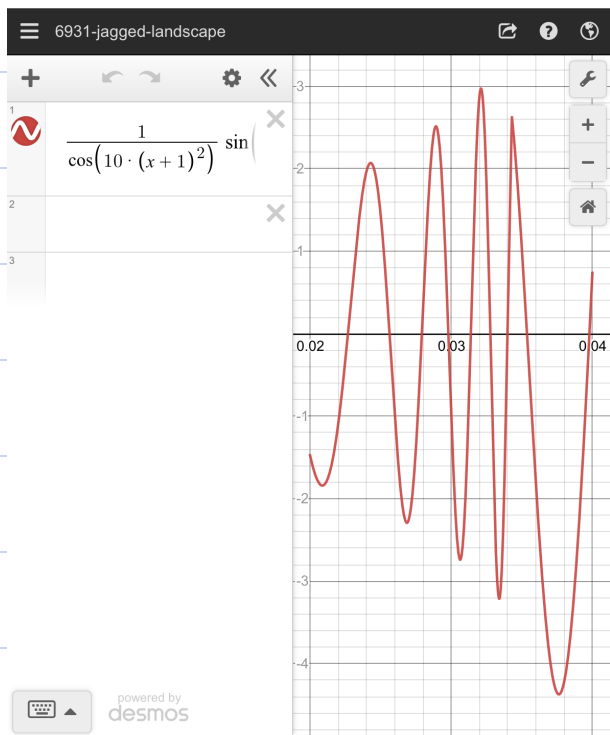 6931-jagged-landscape
1
1/cos(10 · (x + 1)^2) sin(
2
3
powered by
desmos
3
2
1
0.02 0.03 0.04
-1
-2
-3
-4